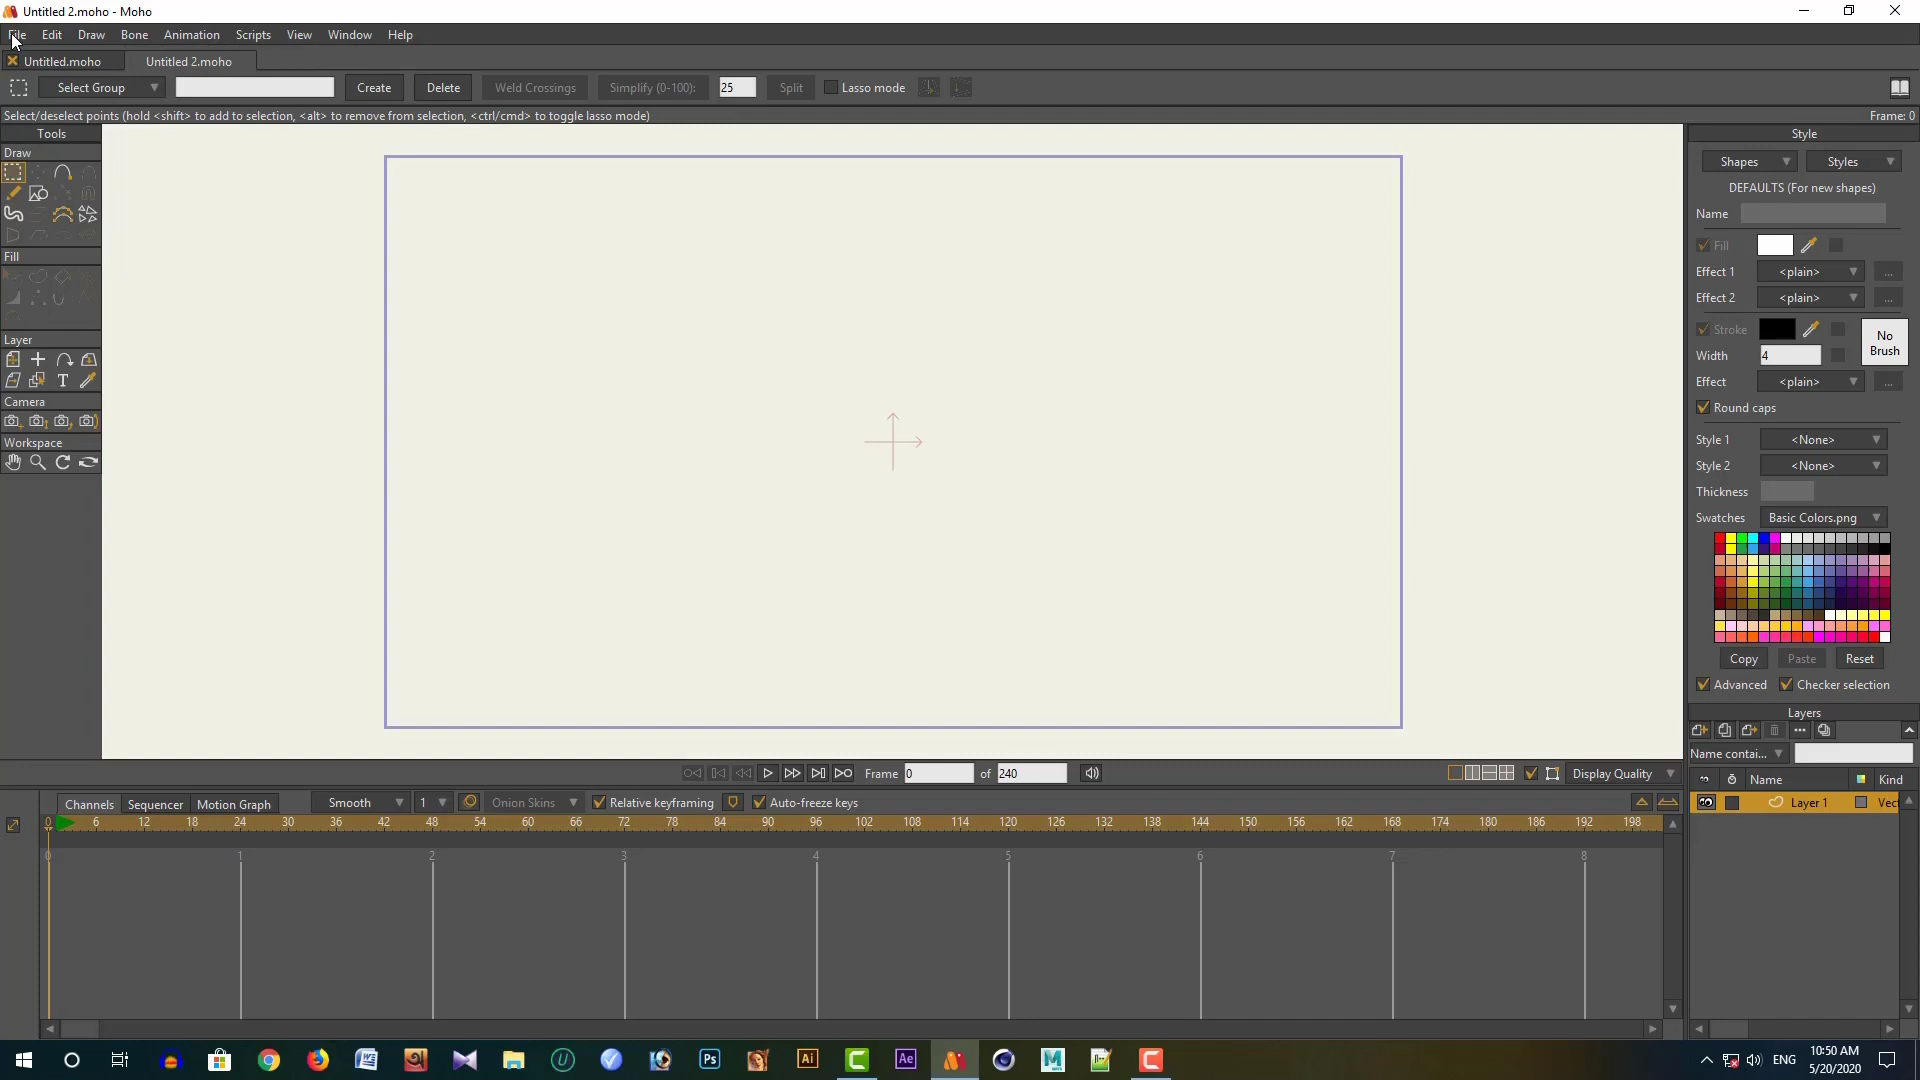 Untitled 2.moho - Moho
File Edit Draw Bone Animation Scripts View Window Help
Untitled.moho Untitled 2.moho
Select Group Create Delete Weld Crossings Simplify (0-100): 25 Split Lasso mode
Select/deselect points (hold <shift> to add to selection, <alt> to remove from selection, <ctrl/cmd> to toggle lasso mode) Frame: 0
Tools
Draw
Fill
Layer
T
Camera
Workspace
Style
Shapes Styles
DEFAULTS (For new shapes)
Name
Fill
Effect 1 <plain> ...
Effect 2 <plain> ...
Stroke
No Brush
Width 4
Effect <plain> ...
Round caps
Style 1 <None>
Style 2 <None>
Thickness
Swatches Basic Colors.png
Copy Paste Reset
Advanced Checker selection
Layers
Name contai...
Name Kind
Layer 1 Vect
Frame 0 of 240 Display Quality
Channels Sequencer Motion Graph Smooth 1 Onion Skins Relative keyframing Auto-freeze keys
0 6 12 18 24 30 36 42 48 54 60 66 72 78 84 90 96 102 108 114 120 126 132 138 144 150 156 162 168 174 180 186 192 198
0 1 2 3 4 5 6 7 8
Ps Ai Ae M
ENG
10:50 AM
5/20/2020